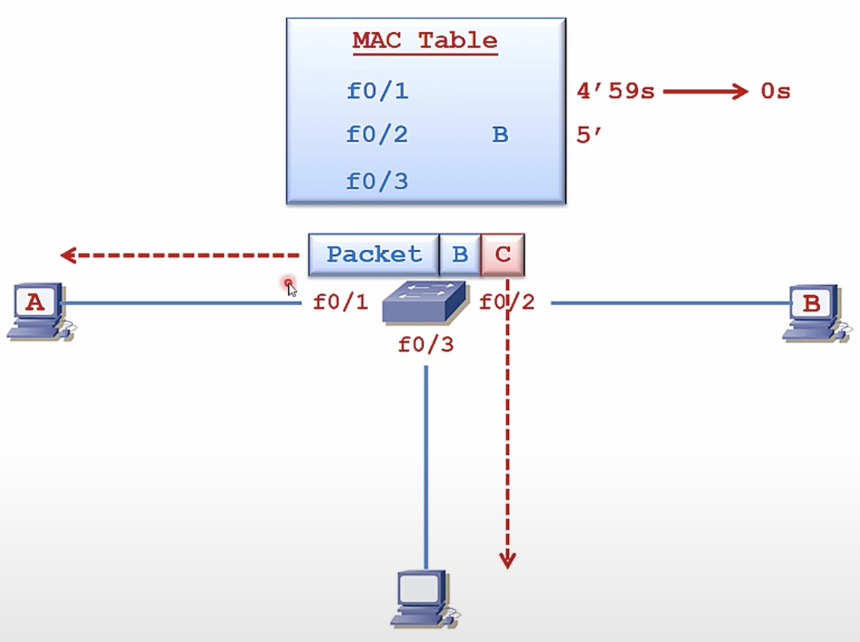 MAC Table
f0/1 4'59s 0s
f0/2 B 5'
f0/3
Packet B C
A f0/1 f0/2 B
f0/3